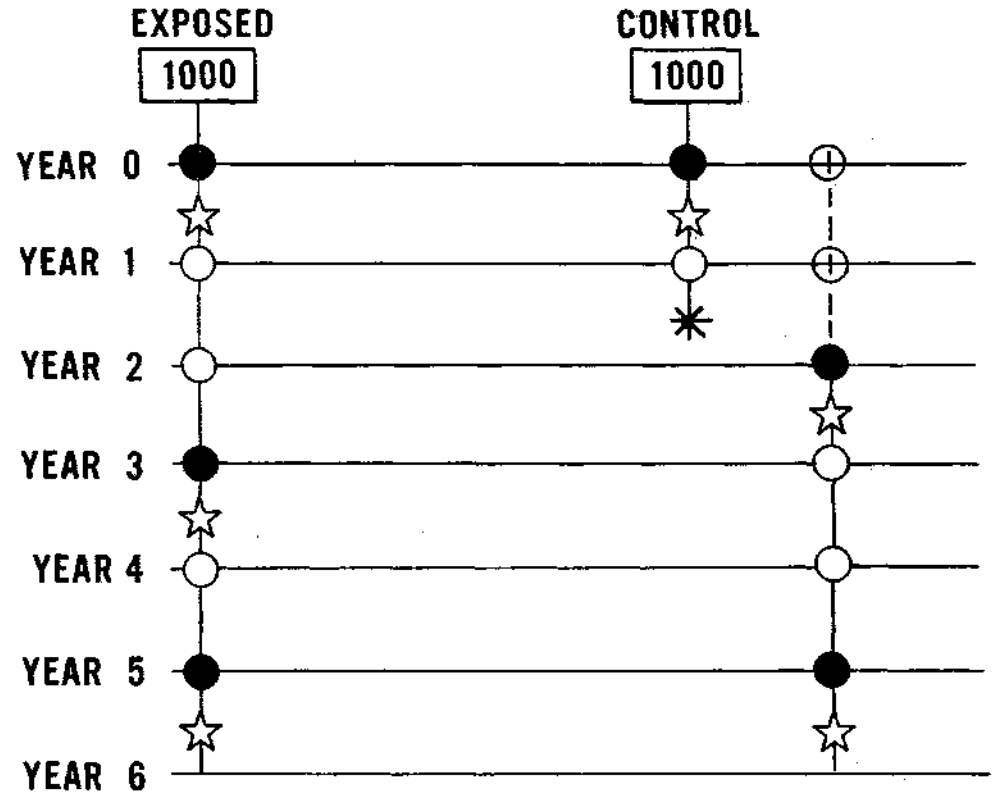 EXPOSED CONTROL
1000 1000
YEAR 0
YEAR 1
YEAR 2
YEAR 3
YEAR 4
YEAR 5
YEAR 6